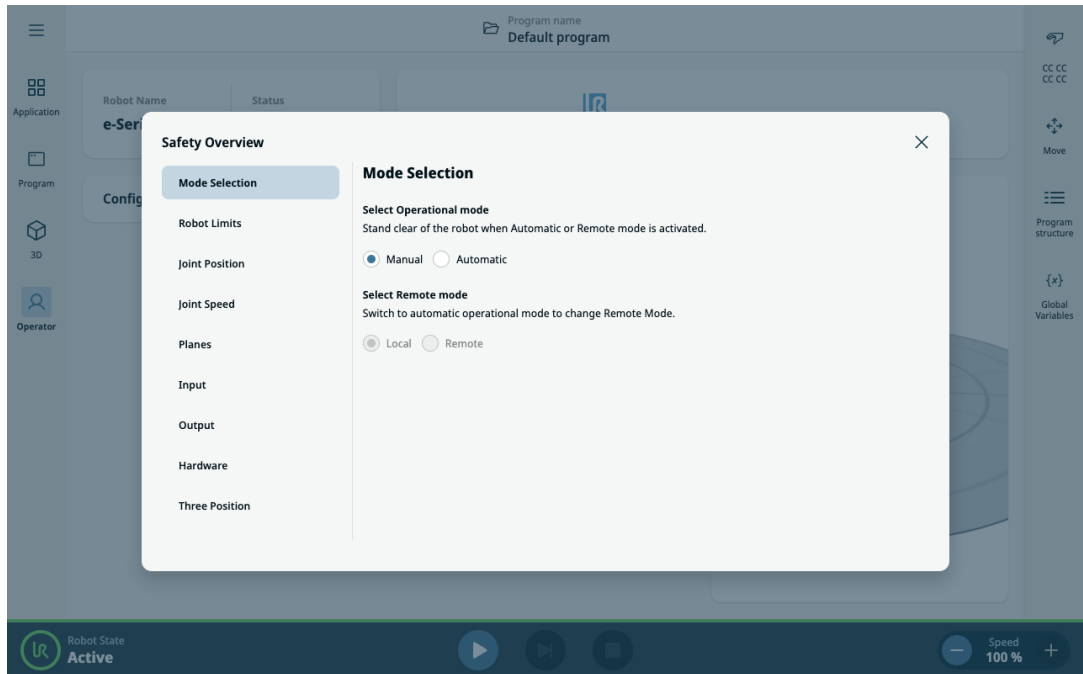 Program name
Default program
CC CC
CC CC
Application
Robot Name
Status
e-Seri
Safety Overview
Move
Mode Selection
Mode Selection
Program
Config
Select Operational mode
Robot Limits
Stand clear of the robot when Automatic or Remote mode is activated.
Program
structure
3D
Joint Position
Manual
Automatic
Select Remote mode
Joint Speed
Switch to automatic operational mode to change Remote Mode.
{x}
Global
Variables
Operator
Planes
Local
Remote
Input
Output
Hardware
Three Position
Robot State
Active
Speed
100 %